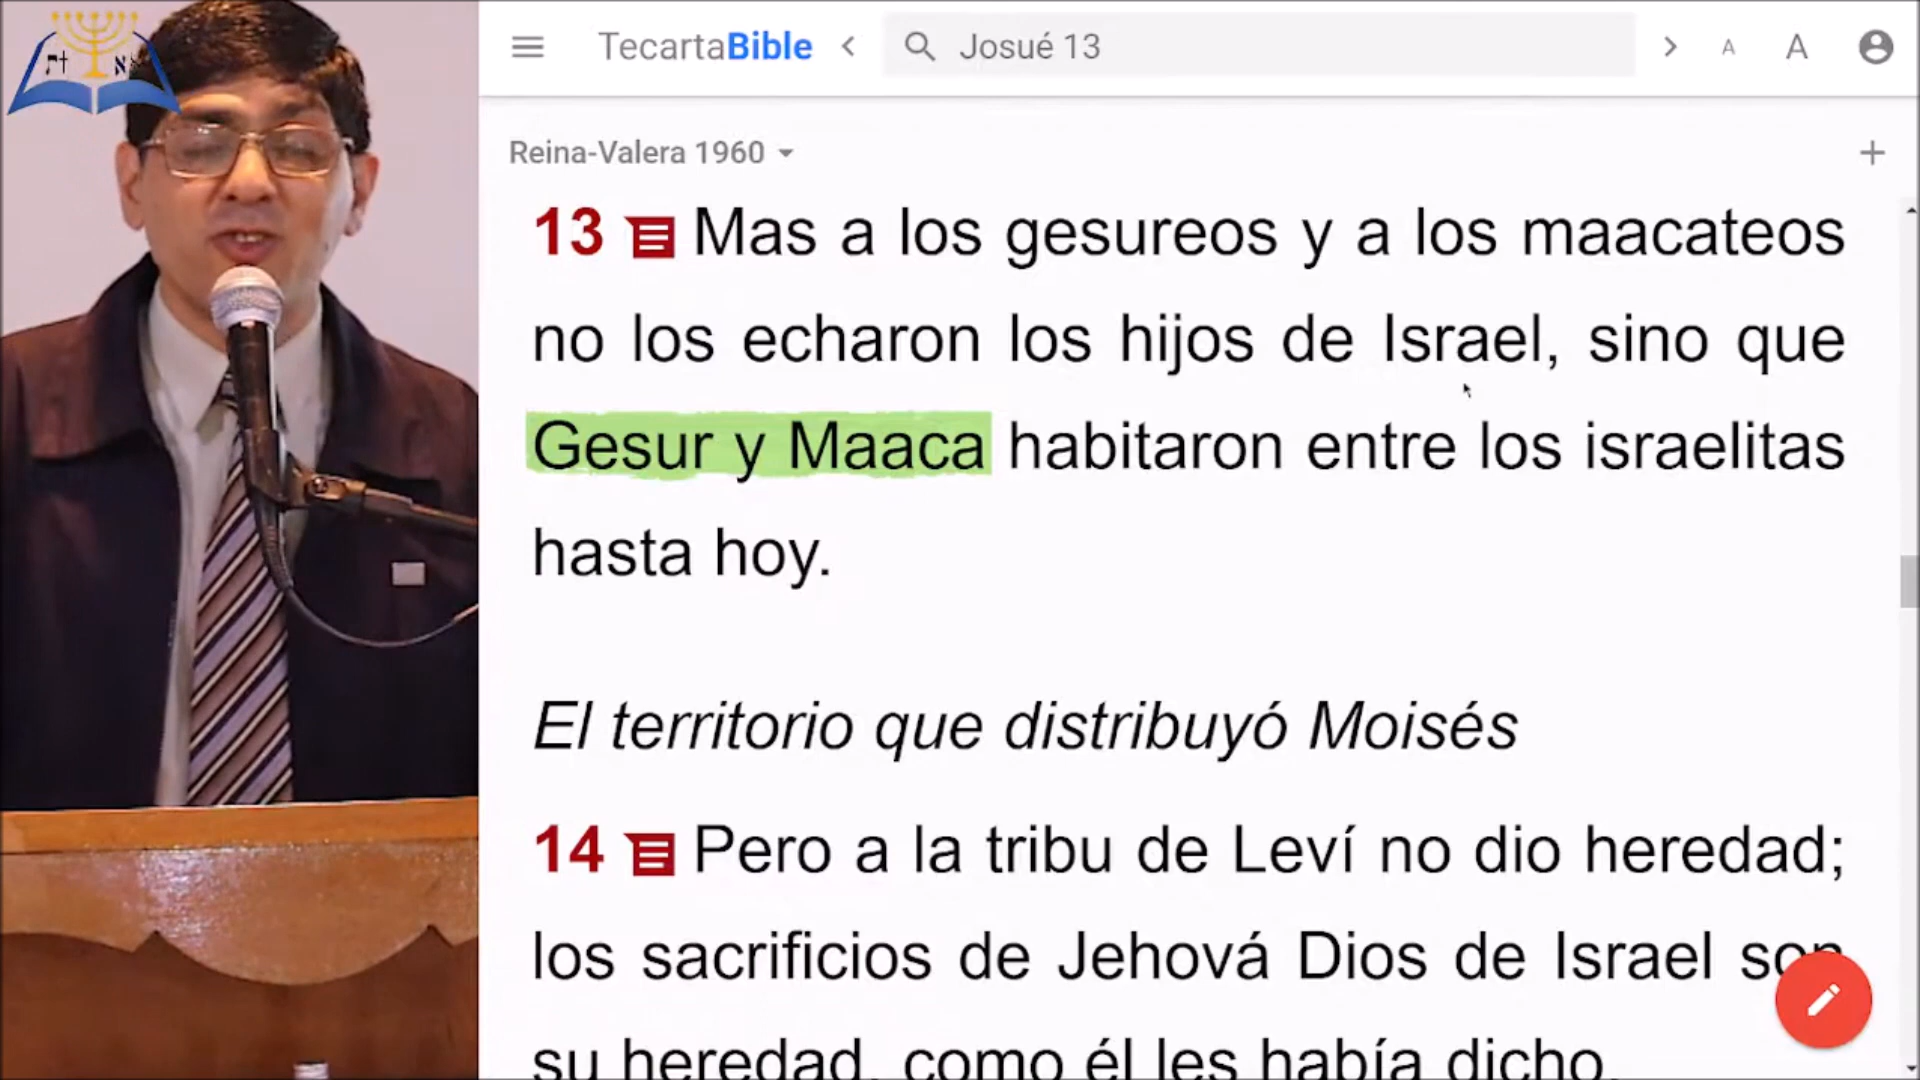 TecartaBible
Josué 13
A
A
Reina-Valera 1960
13 Mas a los gesureos y a los maacateos
no los echaron los hijos de Israel, sino que
Gesur y Maaca habitaron entre los israelitas
hasta hoy.
El territorio que distribuyó Moisés
14 Pero a la tribu de Leví no dio heredad;
los sacrificios de Jehová Dios de Israel son
su heredad, como él les había dicho.